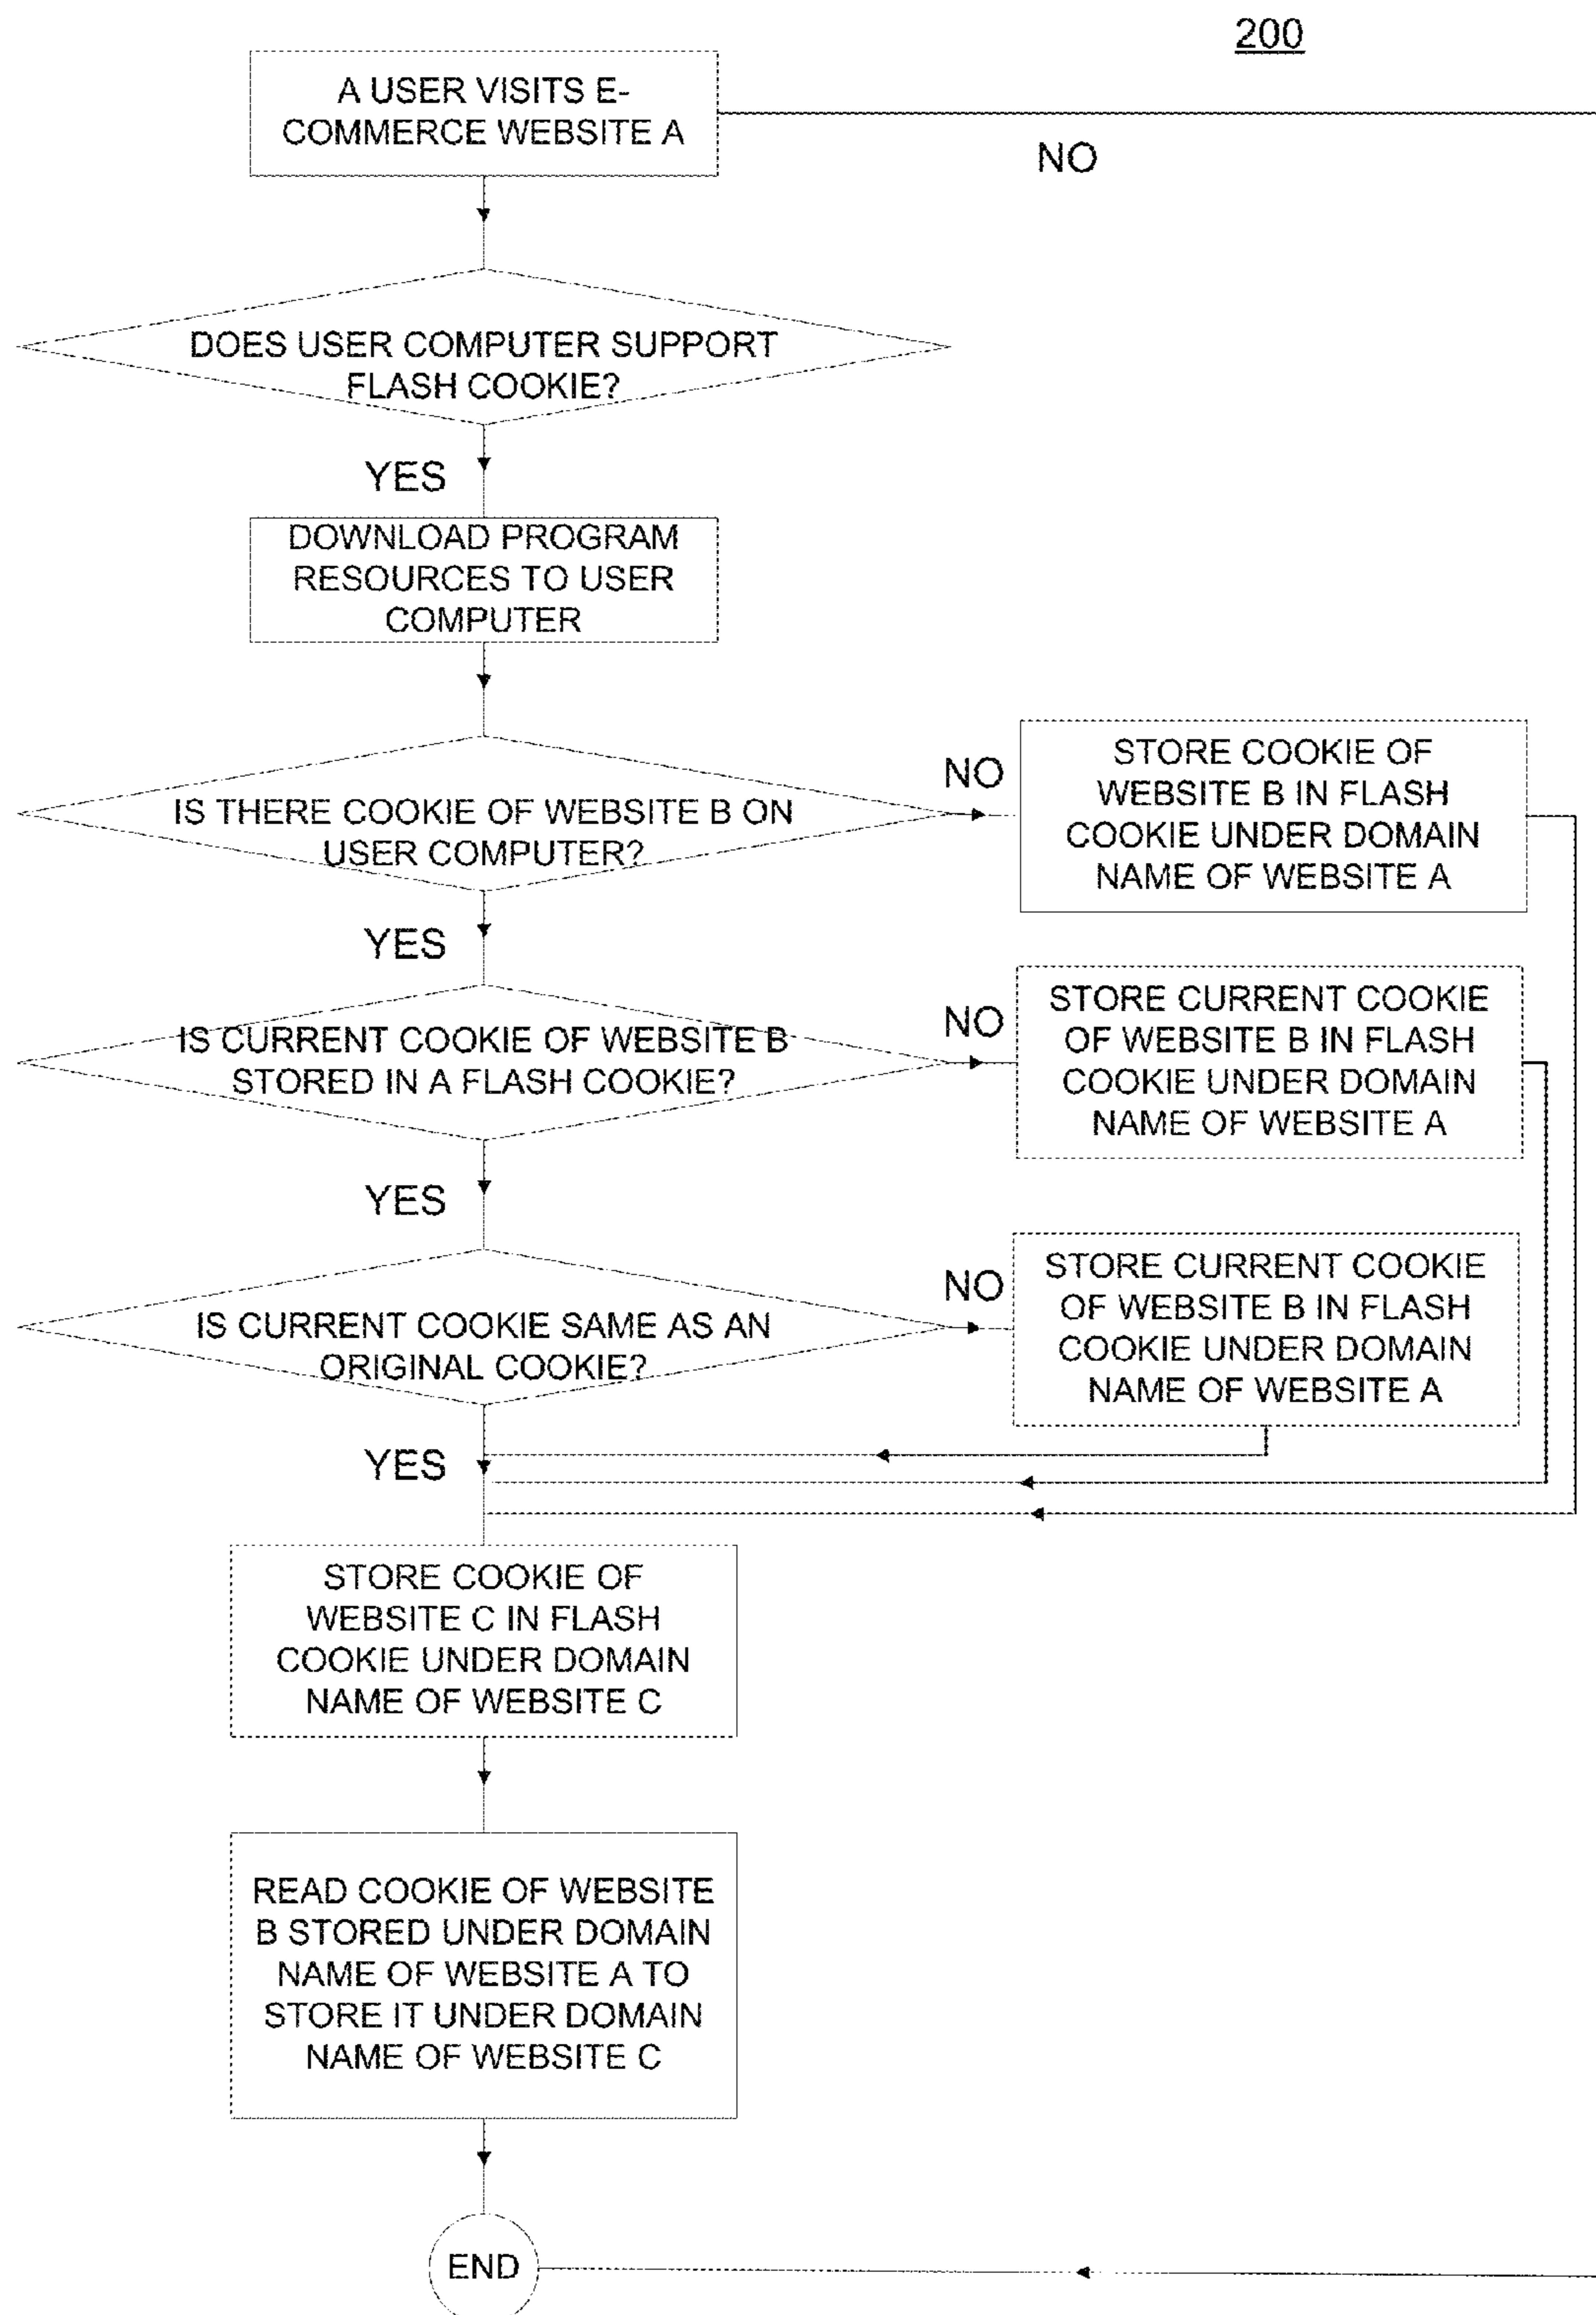 200
A USER VISITS E-
COMMERCE WEBSITE A
NO
DOES USER COMPUTER SUPPORT
FLASH COOKIE?
YES
DOWNLOAD PROGRAM
RESOURCES TO USER
COMPUTER
IS THERE COOKIE OF WEBSITE B ON
USER COMPUTER?
NO
STORE COOKIE OF
WEBSITE B IN FLASH
COOKIE UNDER DOMAIN
NAME OF WEBSITE A
YES
IS CURRENT COOKIE OF WEBSITE B
STORED IN A FLASH COOKIE?
NO
STORE CURRENT COOKIE
OF WEBSITE B IN FLASH
COOKIE UNDER DOMAIN
NAME OF WEBSITE A
YES
IS CURRENT COOKIE SAME AS AN
ORIGINAL COOKIE?
NO
STORE CURRENT COOKIE
OF WEBSITE B IN FLASH
COOKIE UNDER DOMAIN
NAME OF WEBSITE A
YES
STORE COOKIE OF
WEBSITE C IN FLASH
COOKIE UNDER DOMAIN
NAME OF WEBSITE C
READ COOKIE OF WEBSITE
B STORED UNDER DOMAIN
NAME OF WEBSITE A TO
STORE IT UNDER DOMAIN
NAME OF WEBSITE C
END